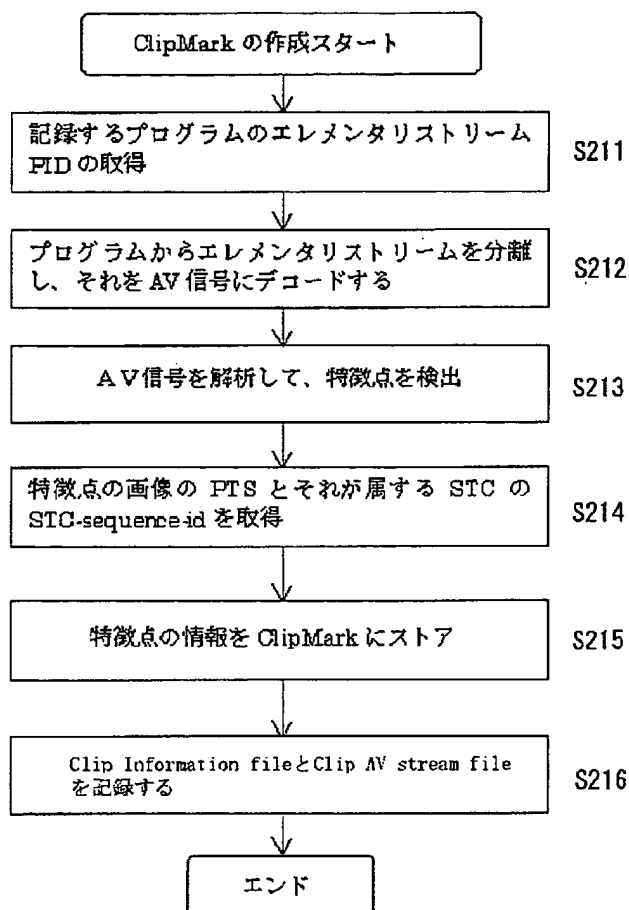 ClipMark の作成スタート
記録するプログラムのエレメンタリストリーム
PID の取得
S211
プログラムからエレメンタリストリームを分離
し、それを AV 信号にデコードする
S212
AV信号を解析して、特徴点を検出
S213
特徴点の画像の PTS とそれが属する STC の
STC-sequence-id を取得
S214
特徴点の情報を ClipMark にストア
S215
Clip Information fileとClip AV stream file
を記録する
S216
エンド